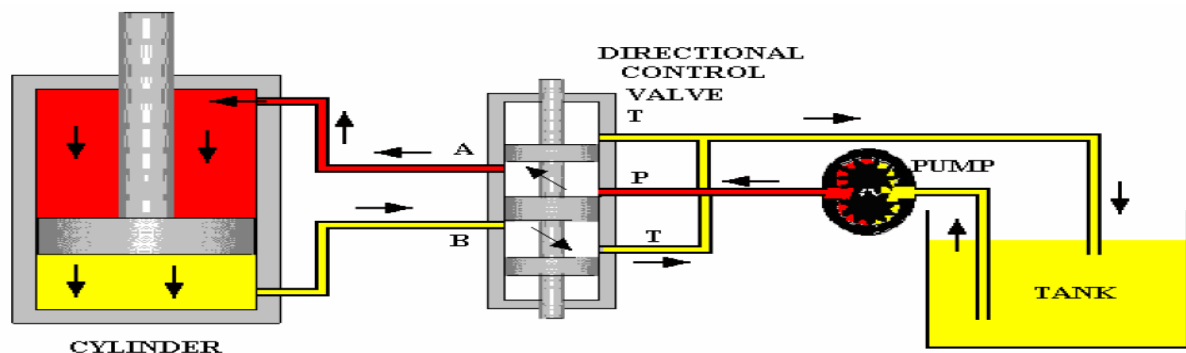 DIRECTIONAL
CONTROL
VALVE
T
A
P
PUMP
B
T
TANK
CYLINDER